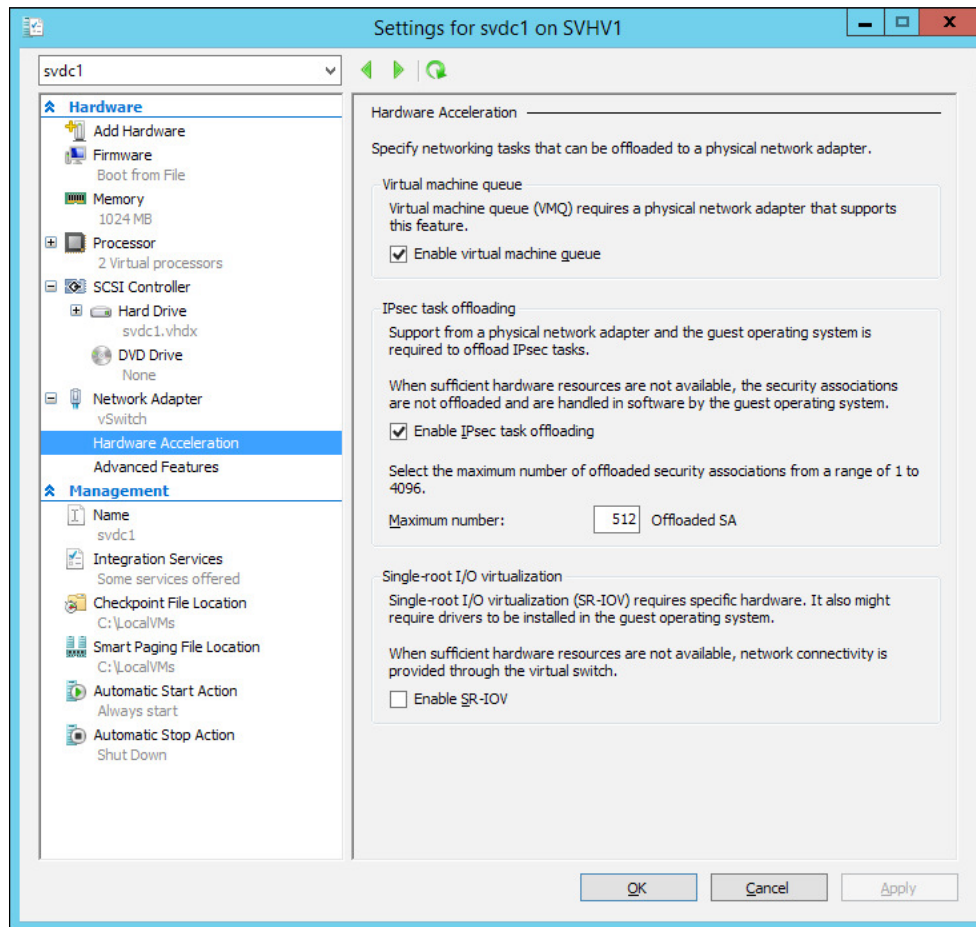 Settings for svdc1 on SVHV1
svdc1
Hardware
Add Hardware
Firmware
Boot from File
Memory
1024 MB
Processor
2 Virtual processors
SCSI Controller
Hard Drive
svdc1.vhdx
DVD Drive
None
Network Adapter
vSwitch
Hardware Acceleration
Advanced Features
Management
Name
svdc1
Integration Services
Some services offered
Checkpoint File Location
C:\LocalVMs
Smart Paging File Location
C:\LocalVMs
Automatic Start Action
Always start
Automatic Stop Action
Shut Down
Hardware Acceleration
Specify networking tasks that can be offloaded to a physical network adapter.
Virtual machine queue
Virtual machine queue (VMQ) requires a physical network adapter that supports
this feature.
Enable virtual machine queue
IPsec task offloading
Support from a physical network adapter and the guest operating system is
required to offload IPsec tasks.
When sufficient hardware resources are not available, the security associations
are not offloaded and are handled in software by the guest operating system.
Enable IPsec task offloading
Select the maximum number of offloaded security associations from a range of 1 to
4096.
Maximum number: 512 Offloaded SA
Single-root I/O virtualization
Single-root I/O virtualization (SR-IOV) requires specific hardware. It also might
require drivers to be installed in the guest operating system.
When sufficient hardware resources are not available, network connectivity is
provided through the virtual switch.
Enable SR-IOV
OK Cancel Apply